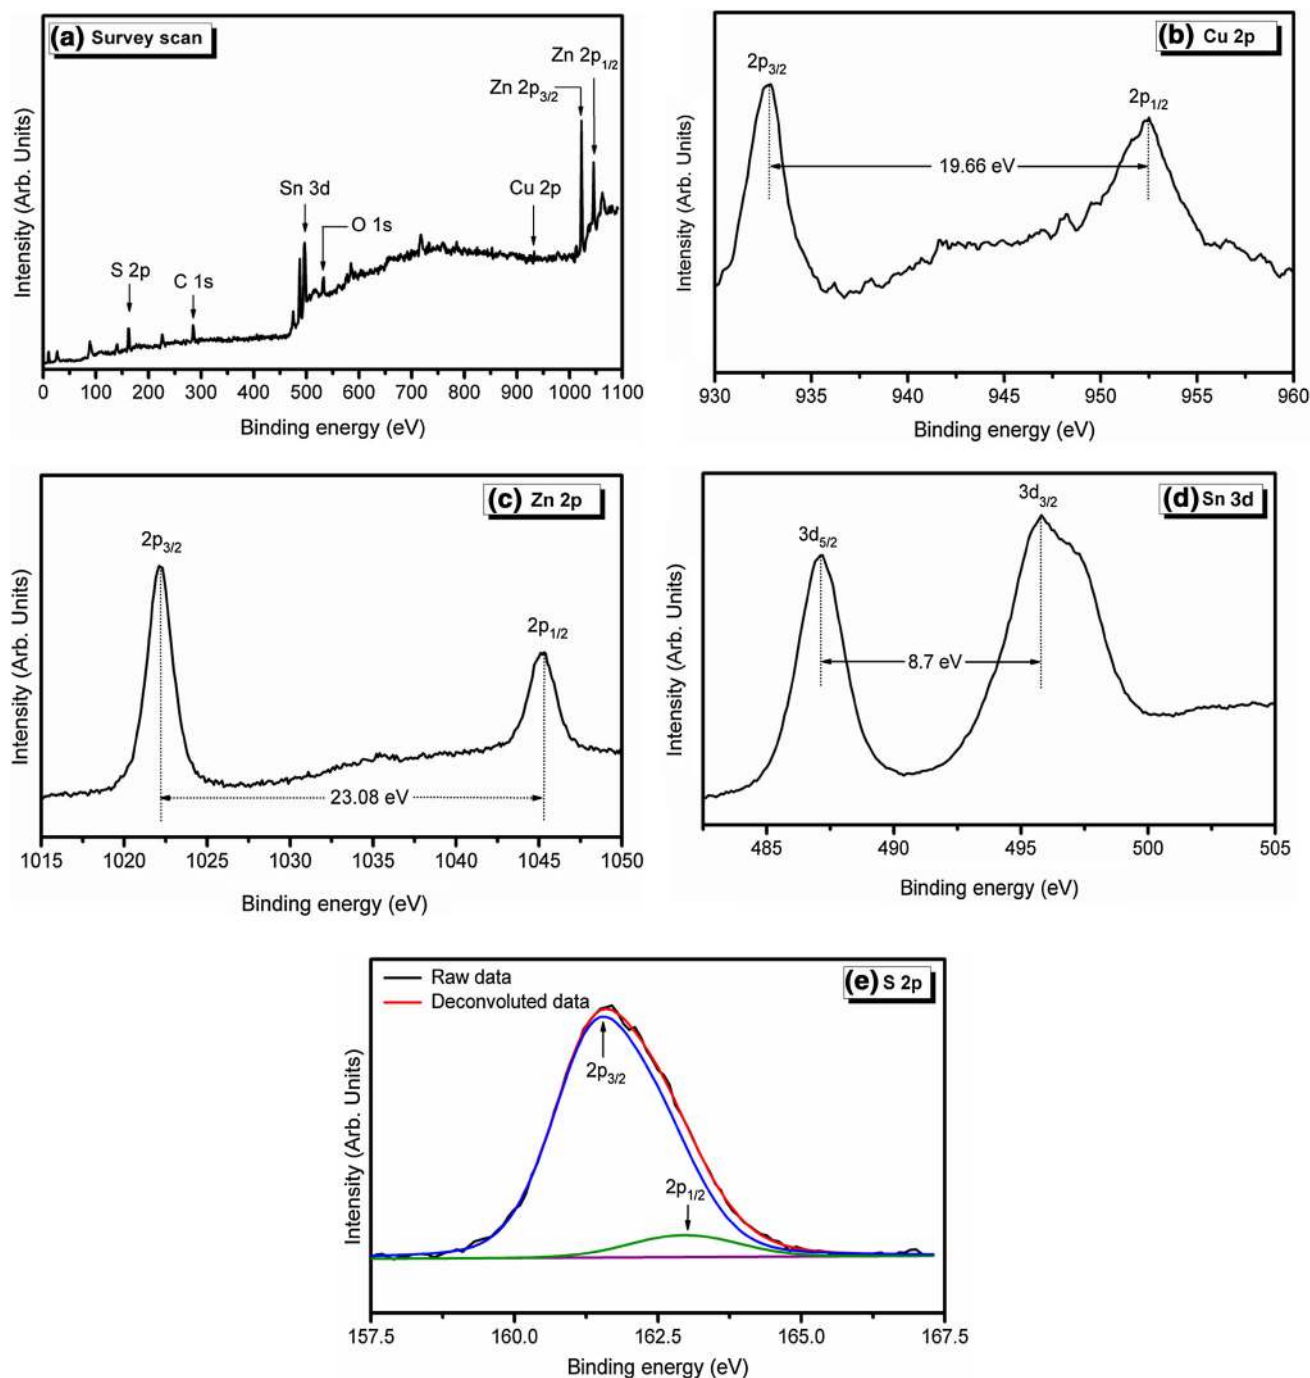 (a) Survey scan
Zn 2p1/2
Zn 2p3/2
Sn 3d
Cu 2p
O 1s
S 2p
C 1s
Intensity (Arb. Units)
0 100 200 300 400 500 600 700 800 900 1000 1100
Binding energy (eV)
(b) Cu 2p
2p3/2
2p1/2
19.66 eV
Intensity (Arb. Units)
930 935 940 945 950 955 960
Binding energy (eV)
(c) Zn 2p
2p3/2
2p1/2
23.08 eV
Intensity (Arb. Units)
1015 1020 1025 1030 1035 1040 1045 1050
Binding energy (eV)
(d) Sn 3d
3d3/2
3d5/2
8.7 eV
Intensity (Arb. Units)
485 490 495 500 505
Binding energy (eV)
(e) S 2p
Raw data
Deconvoluted data
2p3/2
2p1/2
Intensity (Arb. Units)
157.5 160.0 162.5 165.0 167.5
Binding energy (eV)